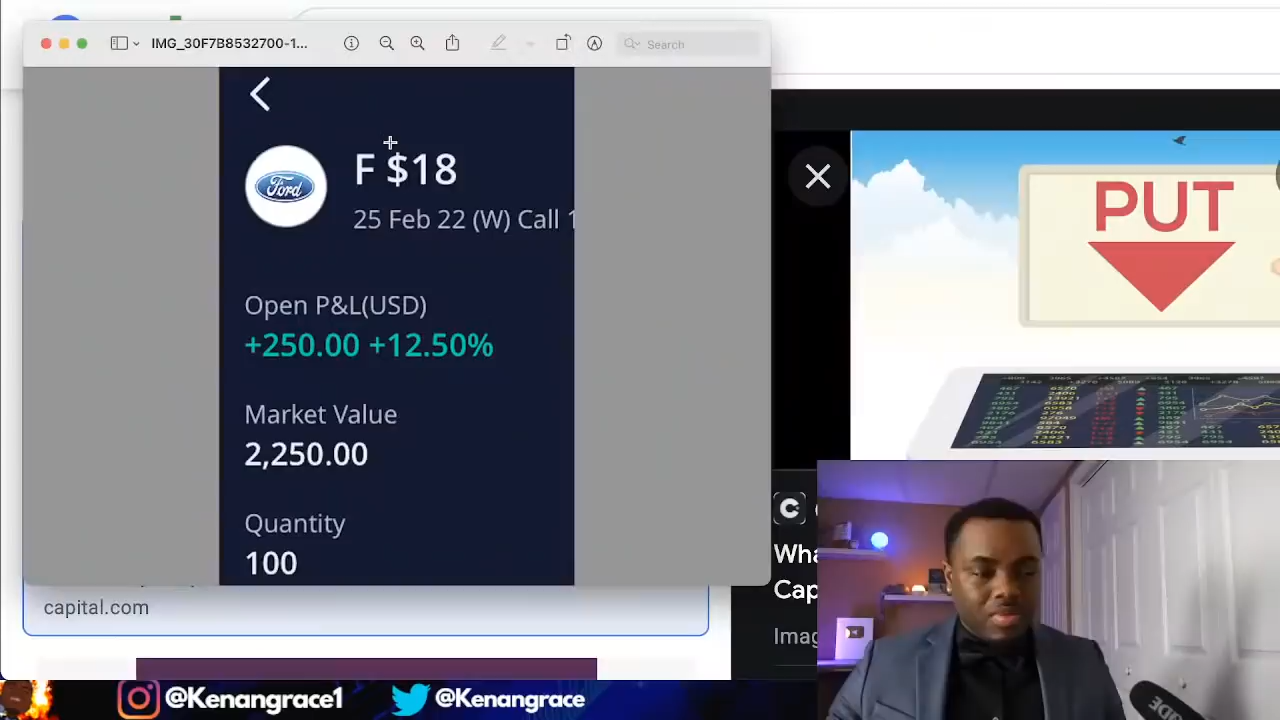 IMG_30F7B8532700-1...
Search
F $18
Ford
25 Feb 22 (W) Call 1
Open P&L(USD)
+250.00 +12.50%
Market Value
2,250.00
Quantity
100
capital.com
PUT
Wha
Cap
Imag
@Kenangrace1
@Kenangrace